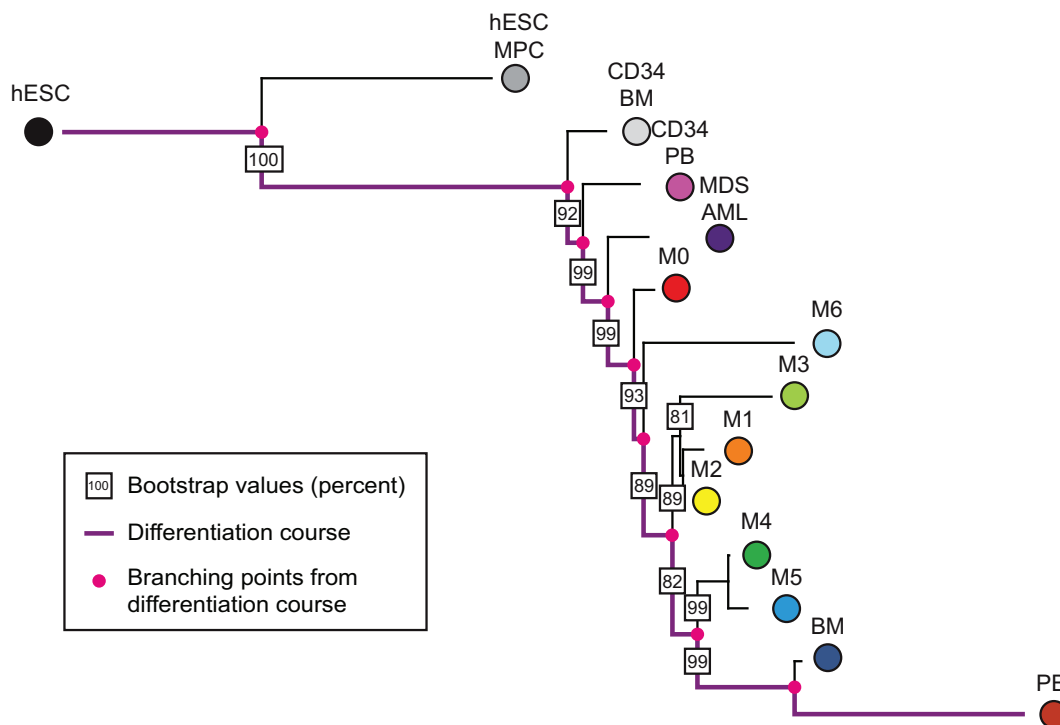 hESC
MPC
hESC
CD34
BM
CD34
PB
MDS
AML
M0
M6
M3
M1
M2
M4
M5
BM
PB
100
92
99
99
93
81
89
89
82
99
99
100 Bootstrap values (percent)
Differentiation course
Branching points from
differentiation course